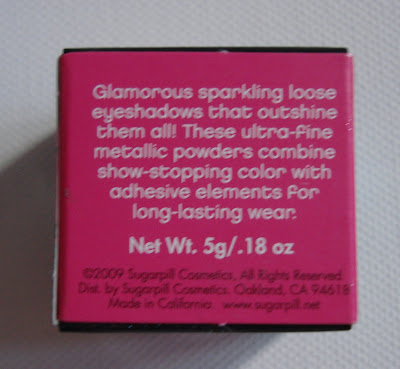 Glamorous sparkling loose
eyeshadows that outshine
them all! These ultra-fine
metallic powders combine
show-stopping color with
adhesive elements for
long-lasting wear.
Net Wt. 5g/.18 oz
©2009 Sugarpill Cosmetics, All Rights Reserved.
Dist. by Sugarpill Cosmetics. Oakland, CA 94618
Made in California www.sugarpill.net